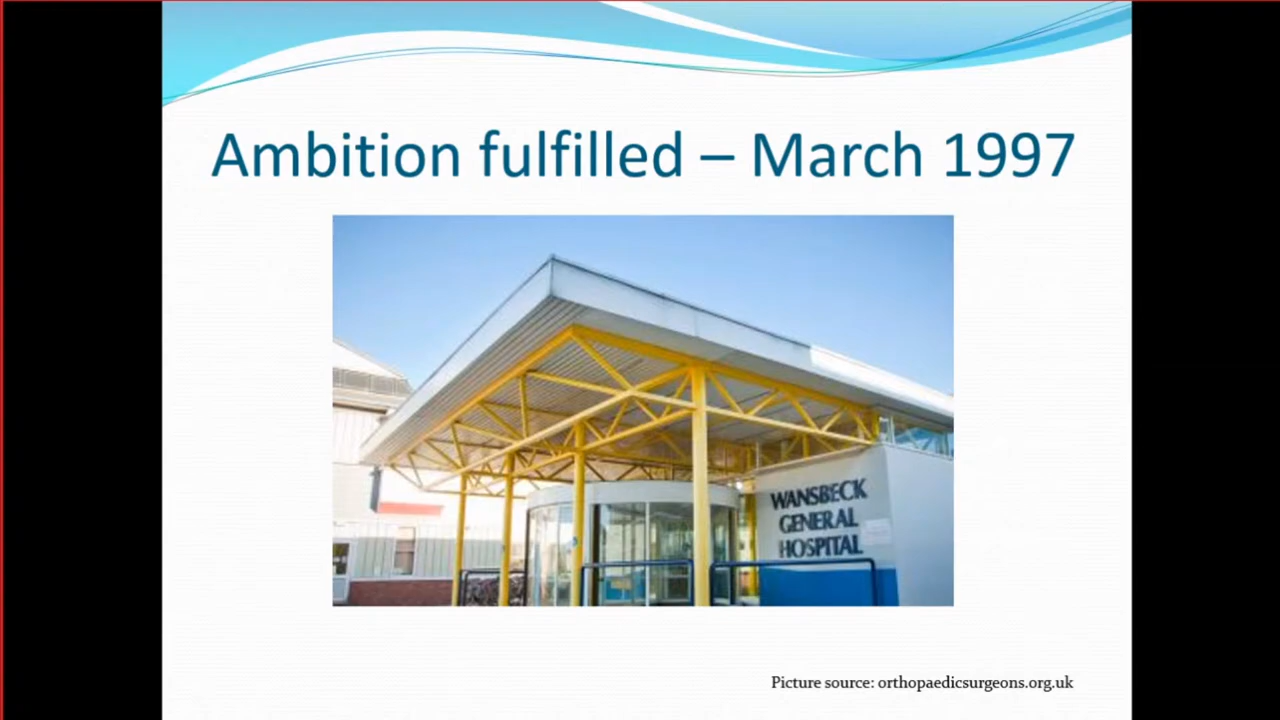 Ambition fulfilled – March 1997
WANSBECK
GENERAL
HOSPITAL
Picture source: orthopaedicsurgeons.org.uk